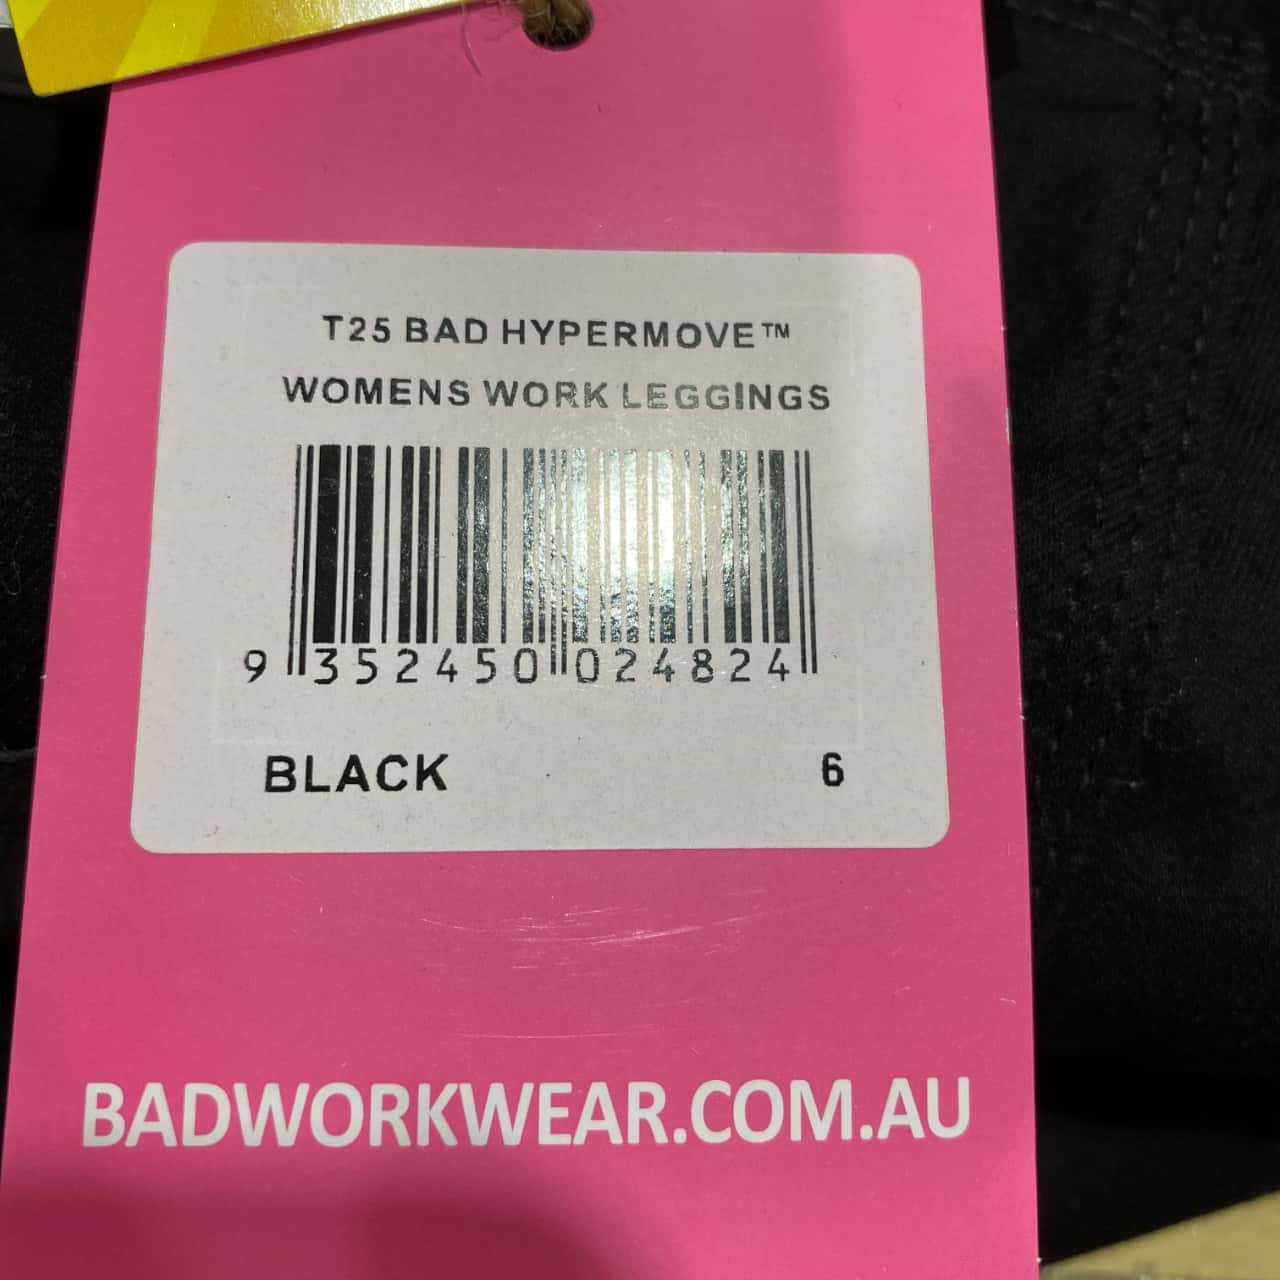 T25 BAD HYPERMOVE™
WOMENS WORK LEGGINGS
9 352450 024824
BLACK 6
BADWORKWEAR.COM.AU